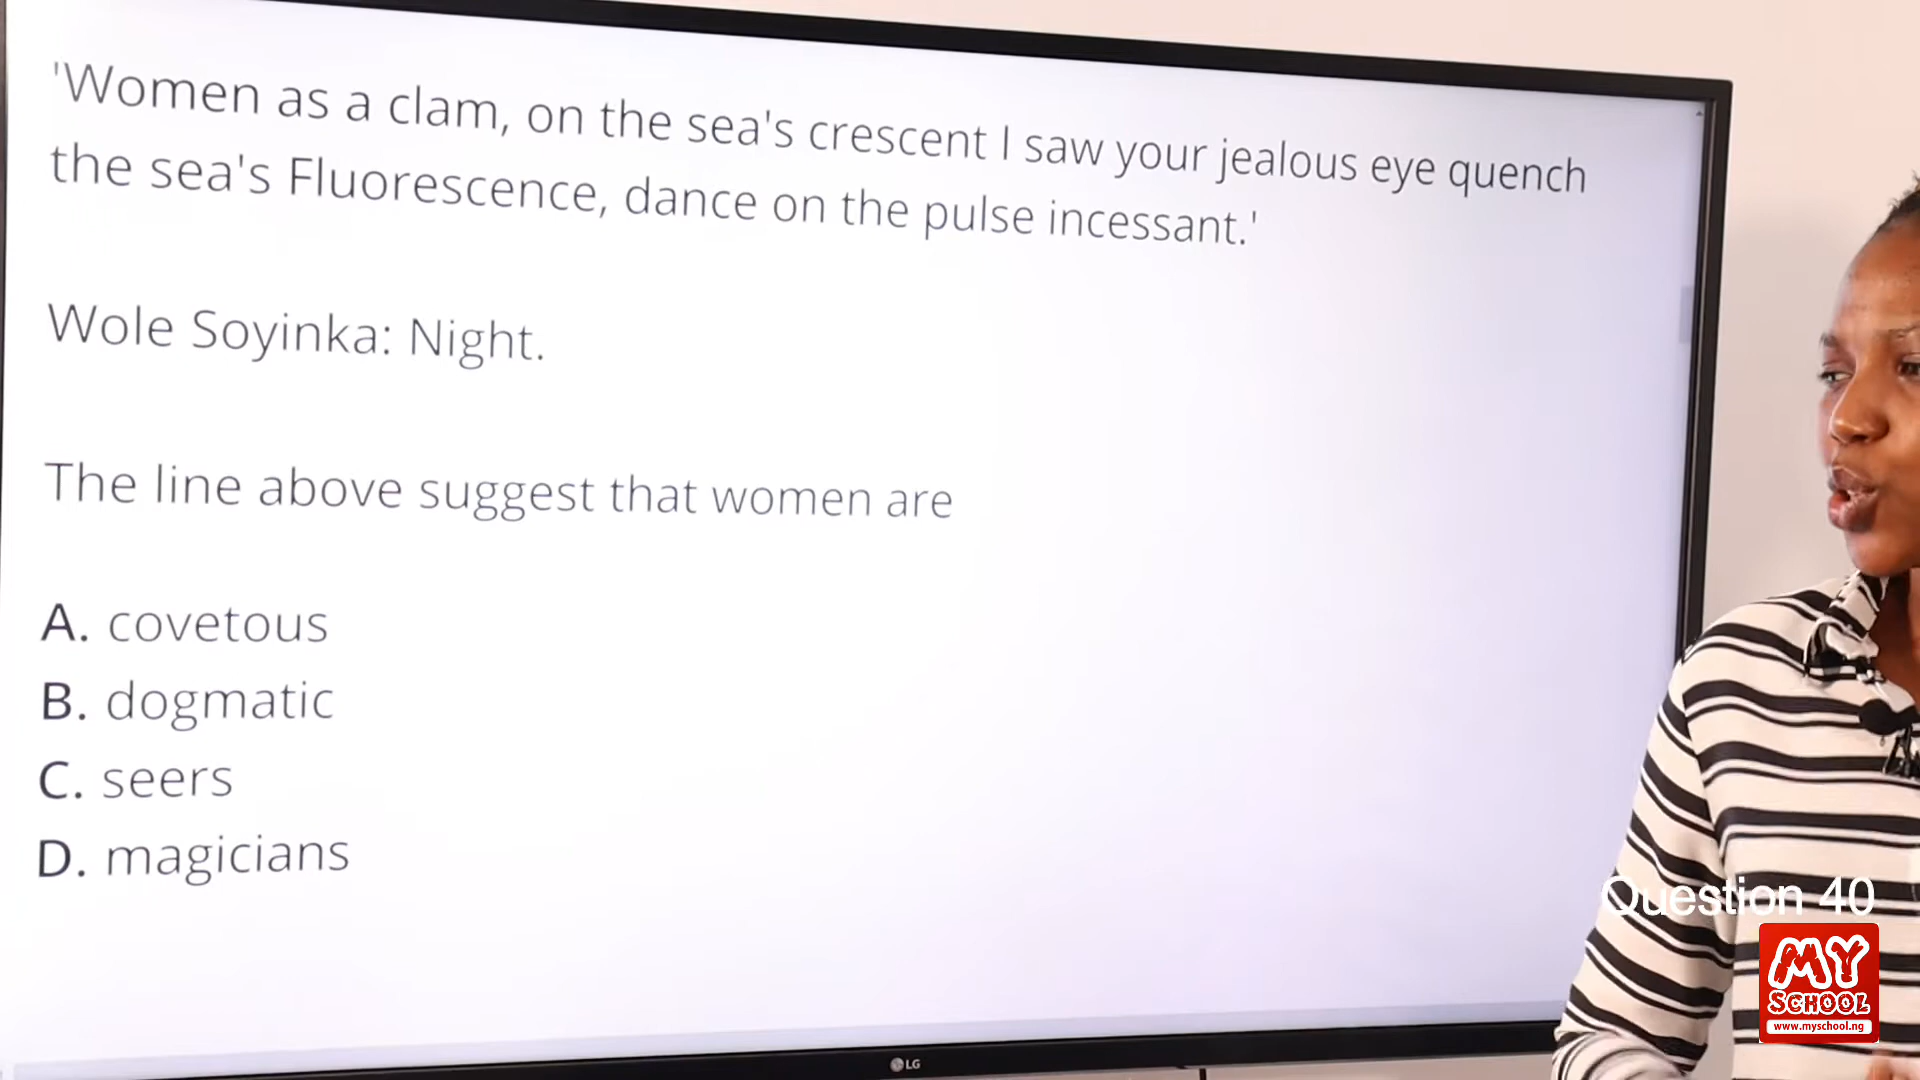 'Women as a clam, on the sea's crescent I saw your jealous eye quench
the sea's Fluorescence, dance on the pulse incessant.'
Wole Soyinka: Night.
The line above suggest that women are
A. covetous
B. dogmatic
C. seers
D. magicians
Question 40
MY
SCHOOL
www.myschool.ng
LG